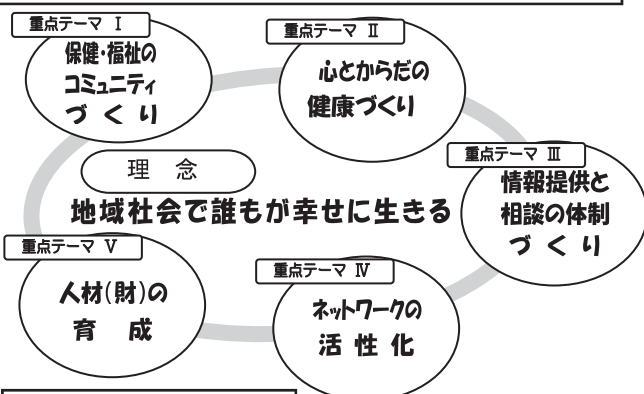 重点テーマ Ⅰ
保健・福祉の
コミュニティ
づくり
重点テーマ Ⅱ
心とからだの
健康づくり
重点テーマ Ⅲ
情報提供と
相談の体制
づくり
理 念
地域社会で誰もが幸せに生きる
重点テーマ Ⅴ
人材(財)の
育 成
重点テーマ Ⅳ
ネットワークの
活性化